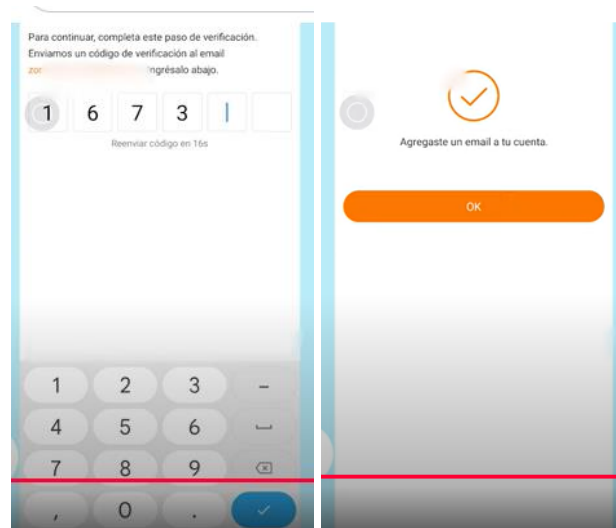 Para continuar, completa este paso de verificación.
Enviamos un código de verificación al email
zor ingrésalo abajo.
1 6 7 3
Reenviar código en 16s
1 2 3 -
4 5 6
7 8 9
, 0 .
Agregaste un email a tu cuenta.
OK